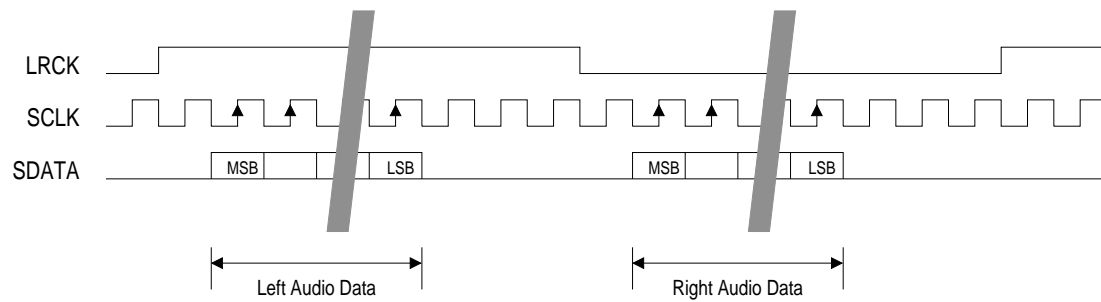 LRCK
SCLK
SDATA
MSB LSB MSB LSB
Left Audio Data Right Audio Data